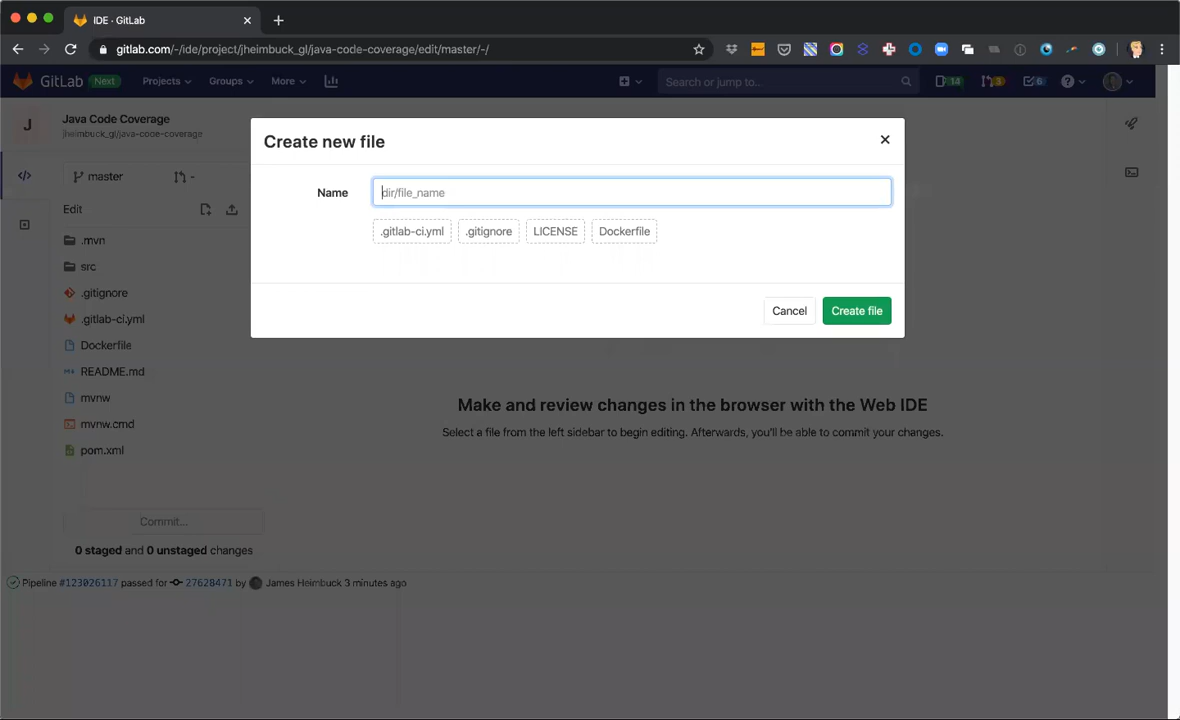 IDE · GitLab
gitlab.com/-/ide/project/jheimbuck_gl/java-code-coverage/edit/master/-/
GitLab Next Projects Groups More Search or jump to... 14 3 6
J
Java Code Coverage
jheimbuck_gl/java-code-coverage
master
-
Edit
.mvn
src
.gitignore
.gitlab-ci.yml
Dockerfile
README.md
mvnw
mvnw.cmd
pom.xml
Commit...
0 staged and 0 unstaged changes
Create new file
Name dir/file_name
.gitlab-ci.yml .gitignore LICENSE Dockerfile
Cancel Create file
Make and review changes in the browser with the Web IDE
Select a file from the left sidebar to begin editing. Afterwards, you'll be able to commit your changes.
Pipeline #123026117 passed for 27628471 by James Heimbuck 3 minutes ago